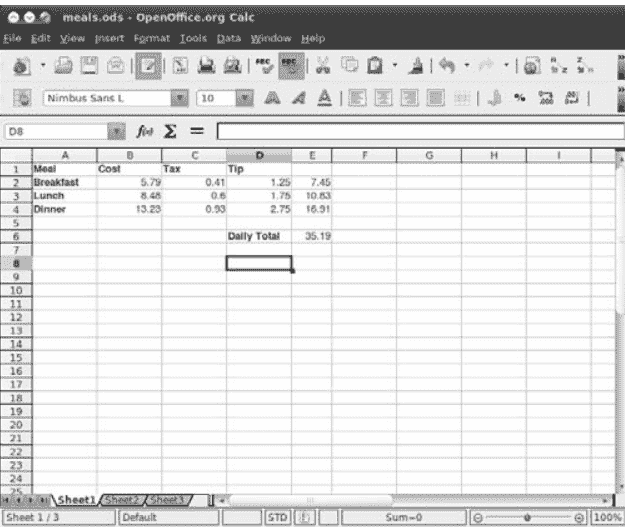 meals.ods - OpenOffice.org Calc
File Edit View Insert Format Tools Data Window Help
Nimbus Sans L 10
D8 f(x) Σ =
A B C D E F G H I
1 Meal Cost Tax Tip
2 Breakfast 5.79 0.41 1.25 7.45
3 Lunch 8.48 0.6 1.75 10.83
4 Dinner 13.23 0.93 2.75 16.91
5
6 Daily Total 35.19
7
8
9
10
11
12
13
14
15
16
17
18
19
20
21
22
23
24
25
Sheet1 Sheet2 Sheet3
Sheet 1 / 3 Default STD Sum=0 100%